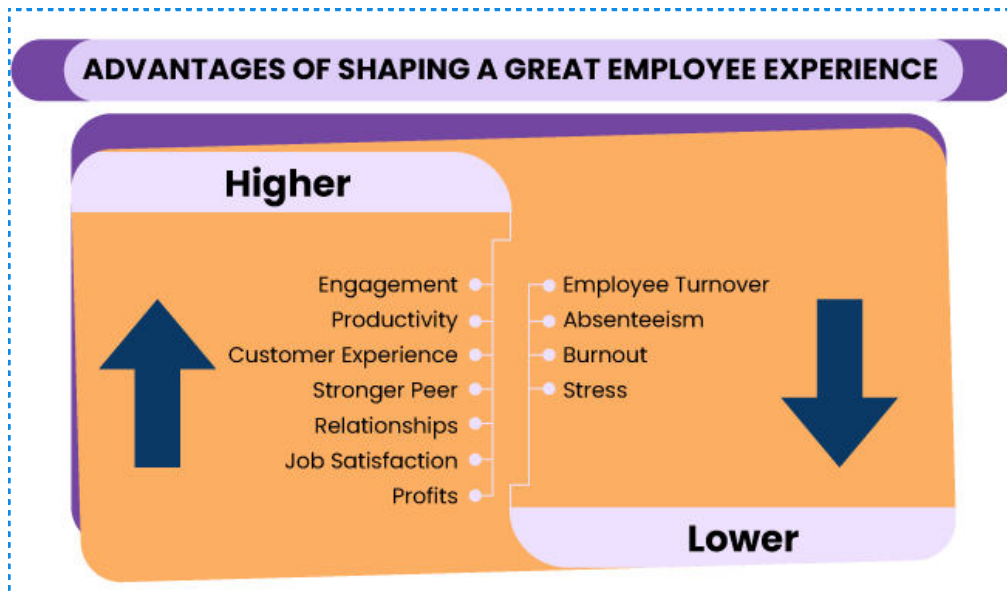 ADVANTAGES OF SHAPING A GREAT EMPLOYEE EXPERIENCE
Higher
Engagement
Productivity
Customer Experience
Stronger Peer
Relationships
Job Satisfaction
Profits
Employee Turnover
Absenteeism
Burnout
Stress
Lower